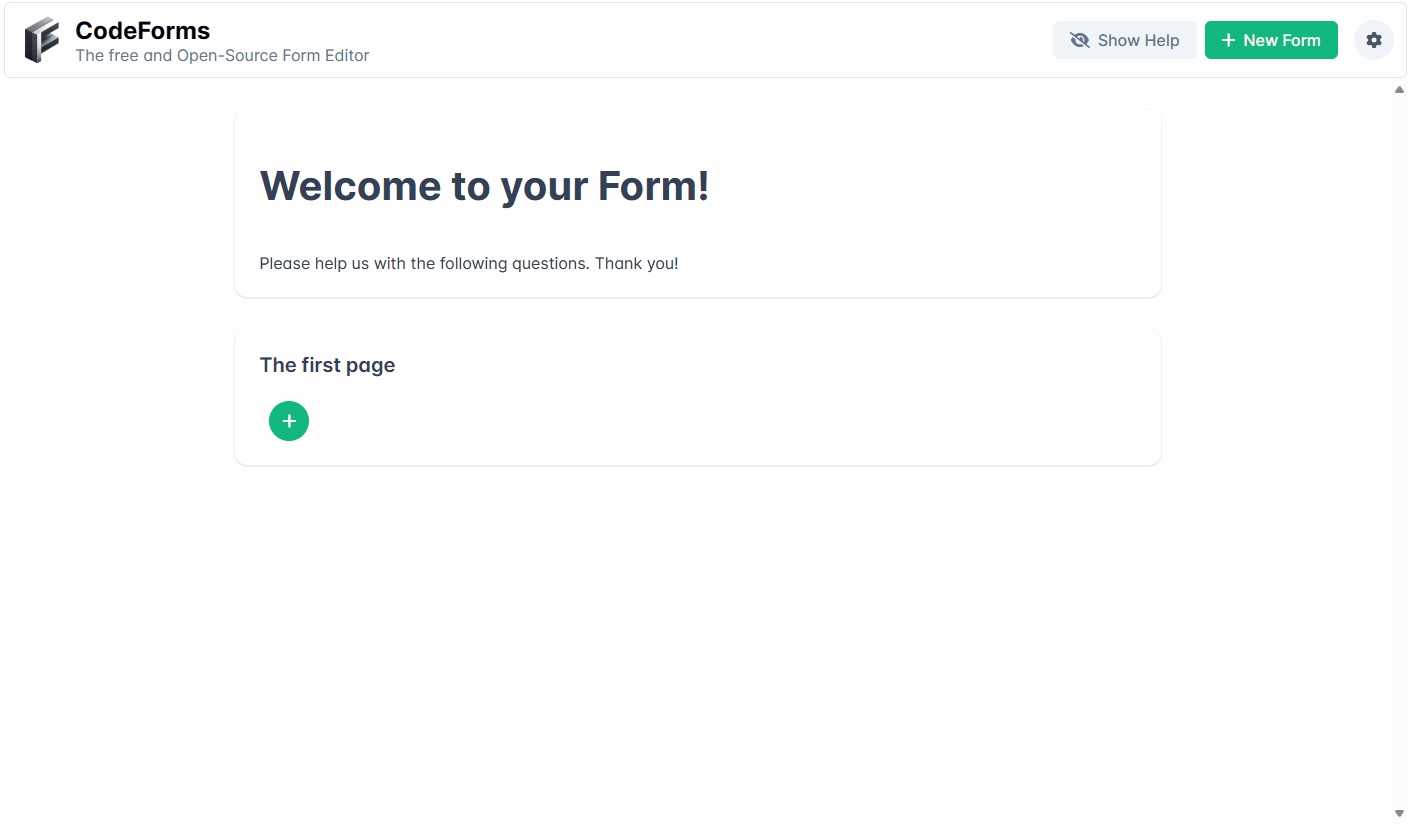 CodeForms
The free and Open-Source Form Editor
Show Help
New Form
Welcome to your Form!
Please help us with the following questions. Thank you!
The first page